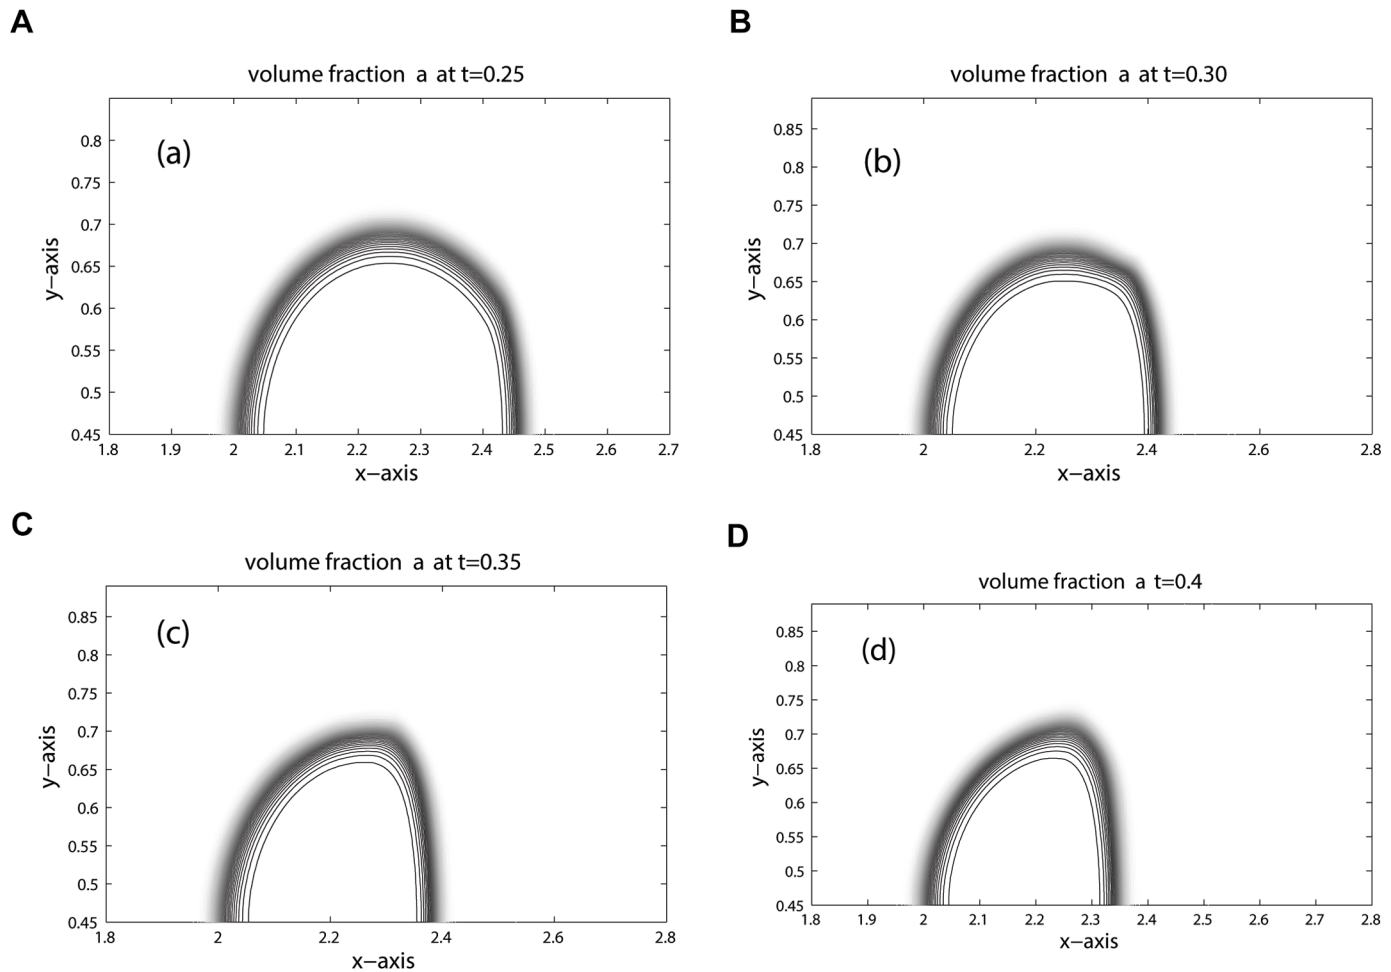 A
volume fraction a at t=0.25
(a)
y−axis
0.8
0.75
0.7
0.65
0.6
0.55
0.5
0.45
1.8 1.9 2 2.1 2.2 2.3 2.4 2.5 2.6 2.7
x−axis
B
volume fraction a at t=0.30
(b)
y−axis
0.85
0.8
0.75
0.7
0.65
0.6
0.55
0.5
0.45
1.8 2 2.2 2.4 2.6 2.8
x−axis
C
volume fraction a at t=0.35
(c)
y−axis
0.85
0.8
0.75
0.7
0.65
0.6
0.55
0.5
0.45
1.8 2 2.2 2.4 2.6 2.8
x−axis
D
volume fraction a t=0.4
(d)
y−axis
0.85
0.8
0.75
0.7
0.65
0.6
0.55
0.5
0.45
1.8 1.9 2 2.1 2.2 2.3 2.4 2.5 2.6 2.7 2.8
x−axis